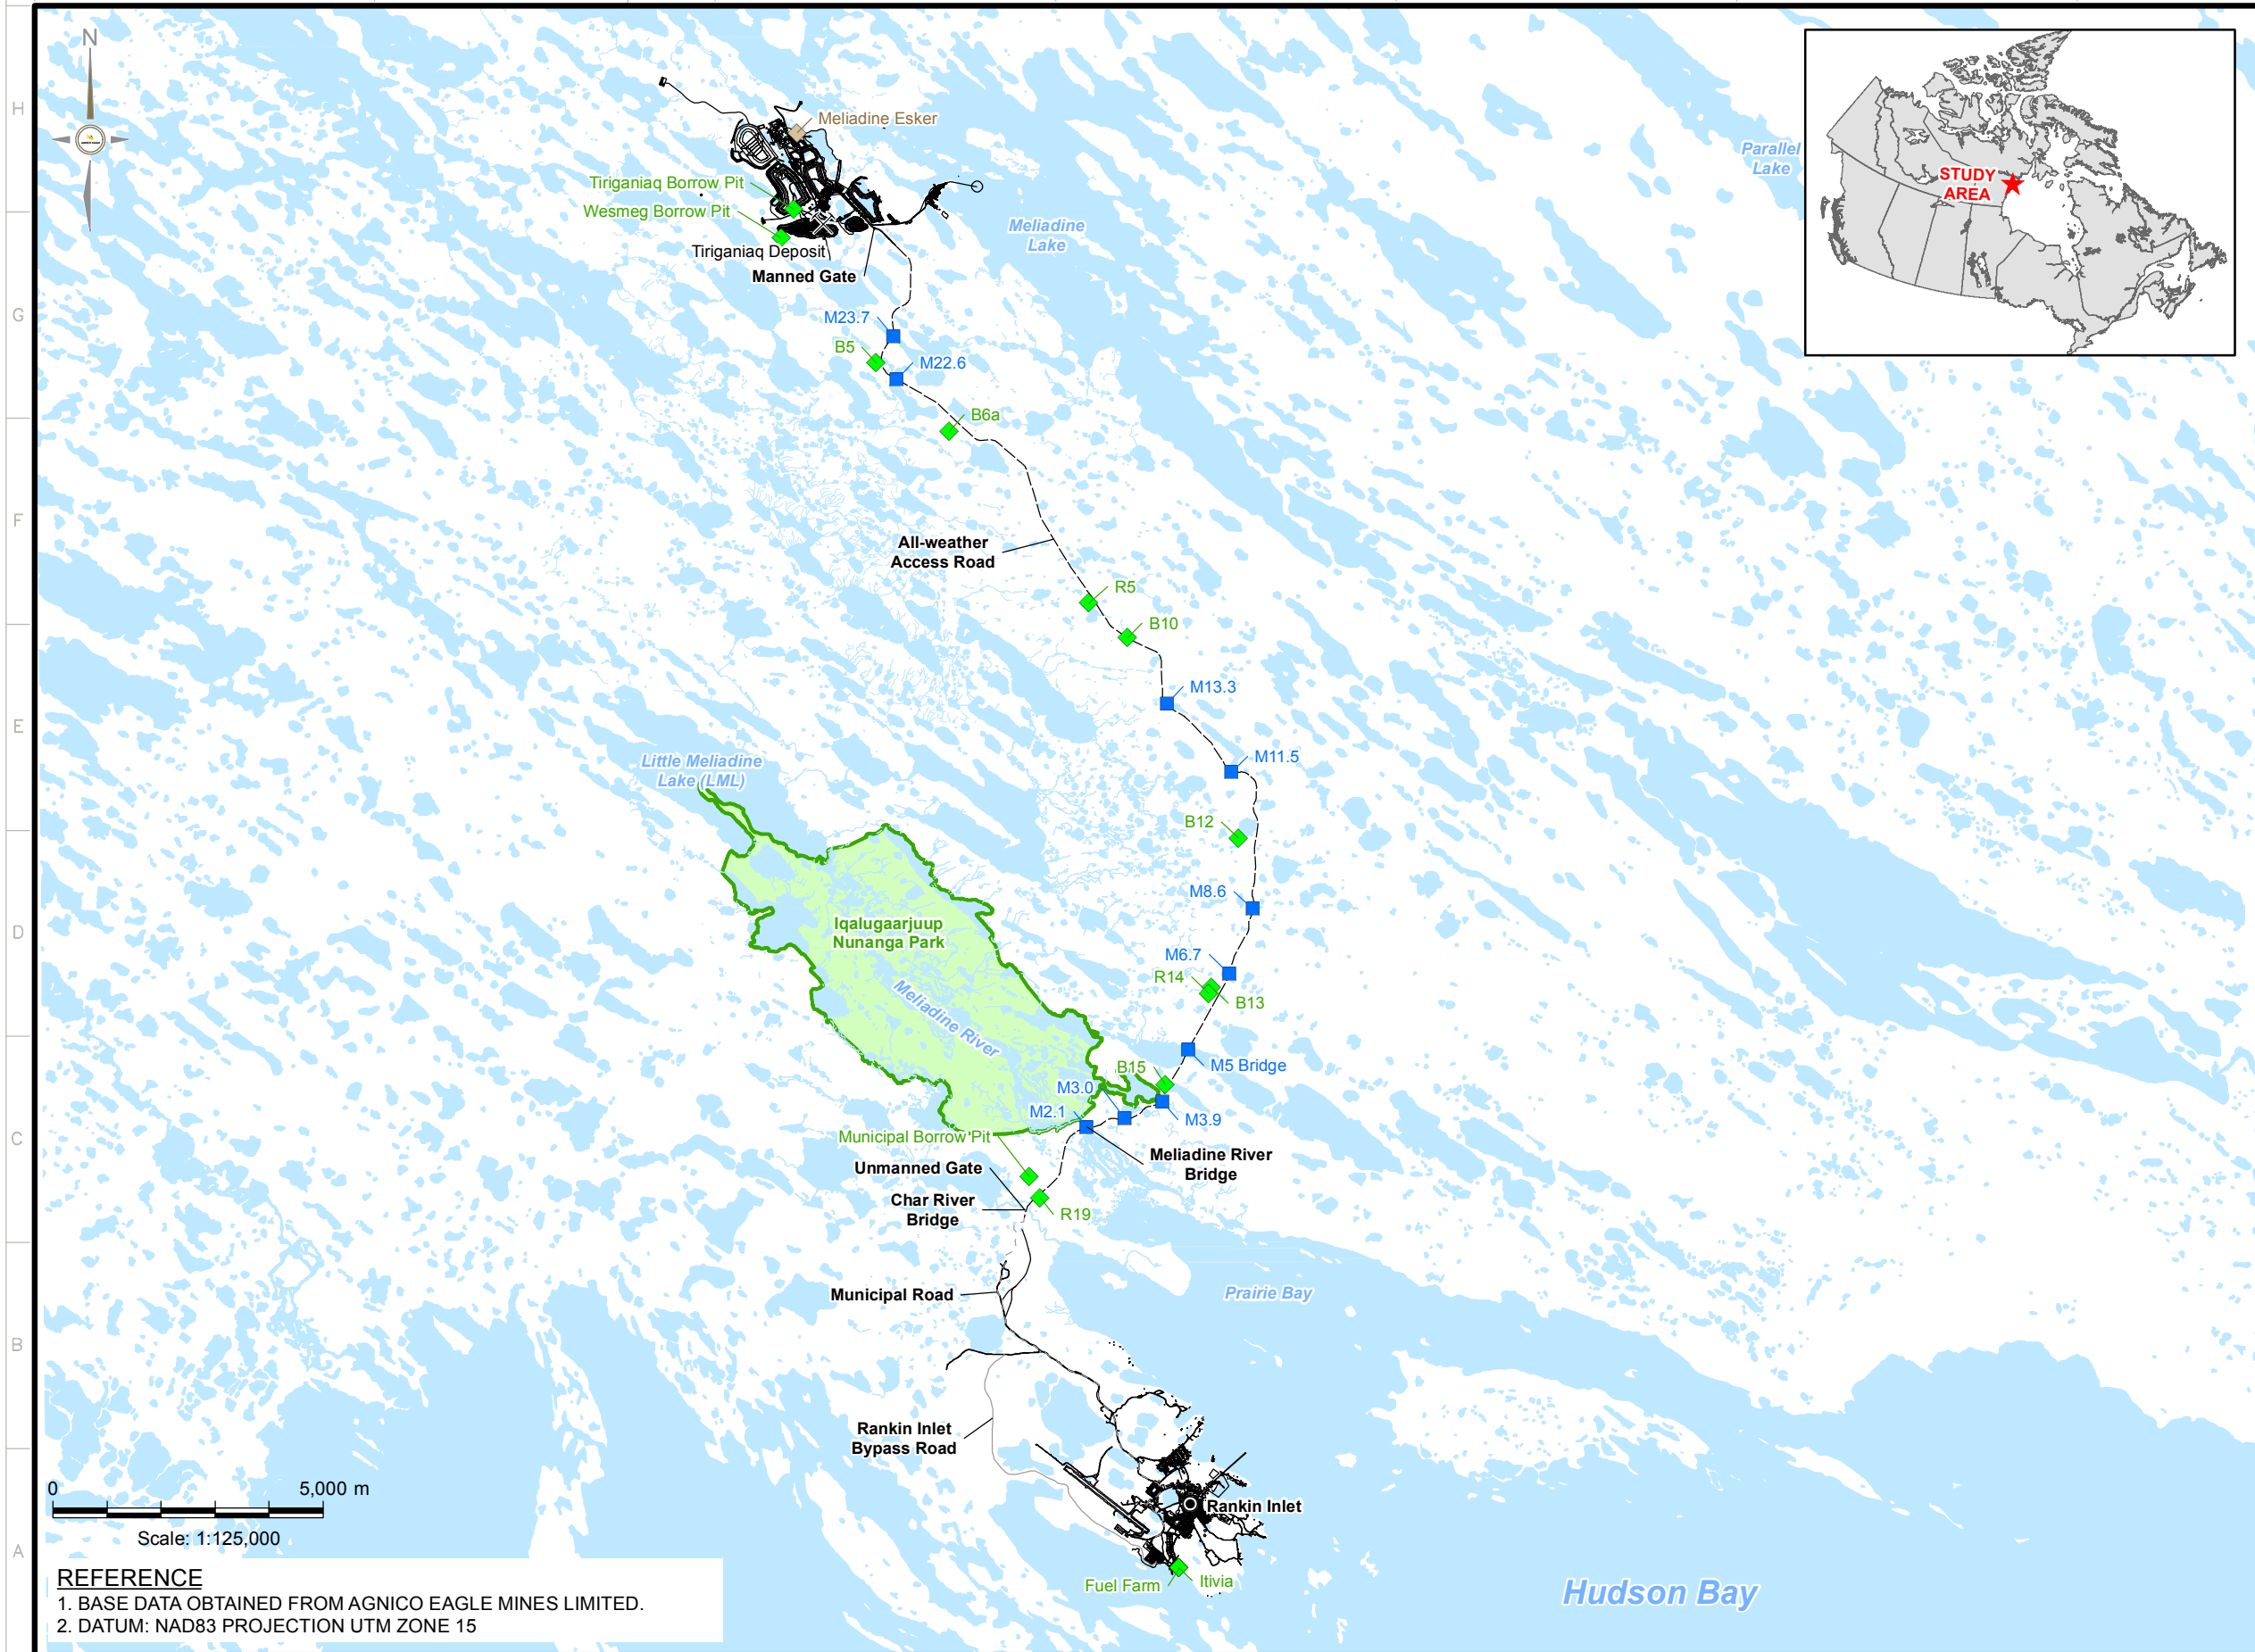 N
H
G
F
E
D
C
B
A
Meliadine Esker
Tiriganiaq Borrow Pit
Wesmeg Borrow Pit
Tiriganiaq Deposit
Manned Gate
Meliadine
Lake
Parallel
Lake
STUDY
AREA
M23.7
B5
M22.6
B6a
All-weather
Access Road
R5
B10
M13.3
M11.5
Little Meliadine
Lake (LML)
B12
M8.6
Iqalugaarjuup
Nunanga Park
M6.7
R14
B13
Meliadine River
M5 Bridge
B15
M3.0
M2.1
M3.9
Municipal Borrow Pit
Meliadine River
Bridge
Unmanned Gate
Char River
Bridge
R19
Municipal Road
Prairie Bay
Rankin Inlet
Bypass Road
Rankin Inlet
Fuel Farm
Itivia
Hudson Bay
0 5,000 m
Scale: 1:125,000
REFERENCE
1. BASE DATA OBTAINED FROM AGNICO EAGLE MINES LIMITED.
2. DATUM: NAD83 PROJECTION UTM ZONE 15